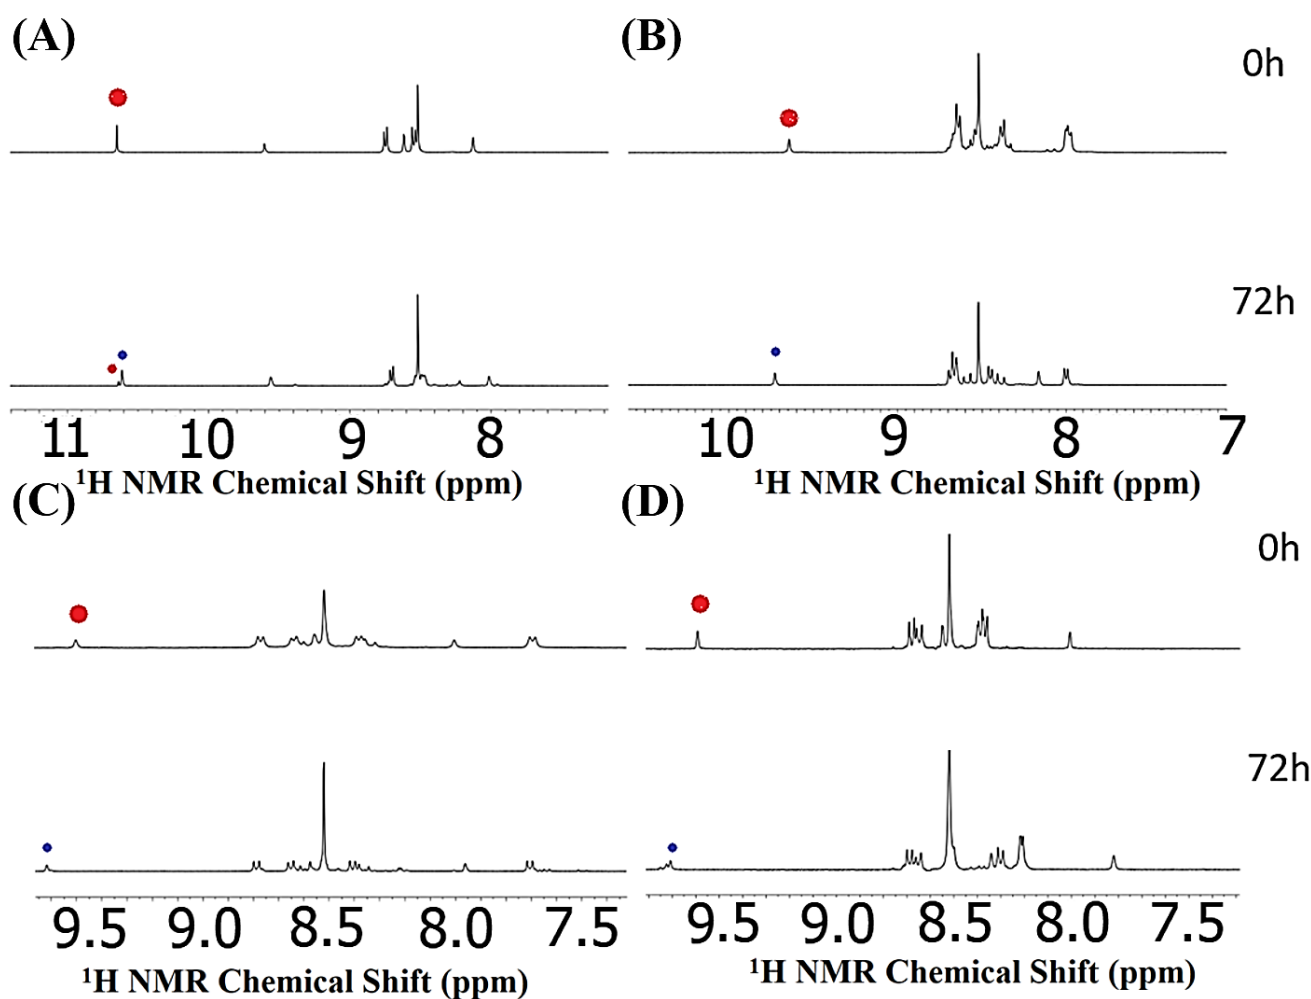 (A)
(B)
0h
72h
11 10 9 8
10 9 8 7
¹H NMR Chemical Shift (ppm)
¹H NMR Chemical Shift (ppm)
(C)
(D)
0h
72h
9.5 9.0 8.5 8.0 7.5
9.5 9.0 8.5 8.0 7.5
¹H NMR Chemical Shift (ppm)
¹H NMR Chemical Shift (ppm)